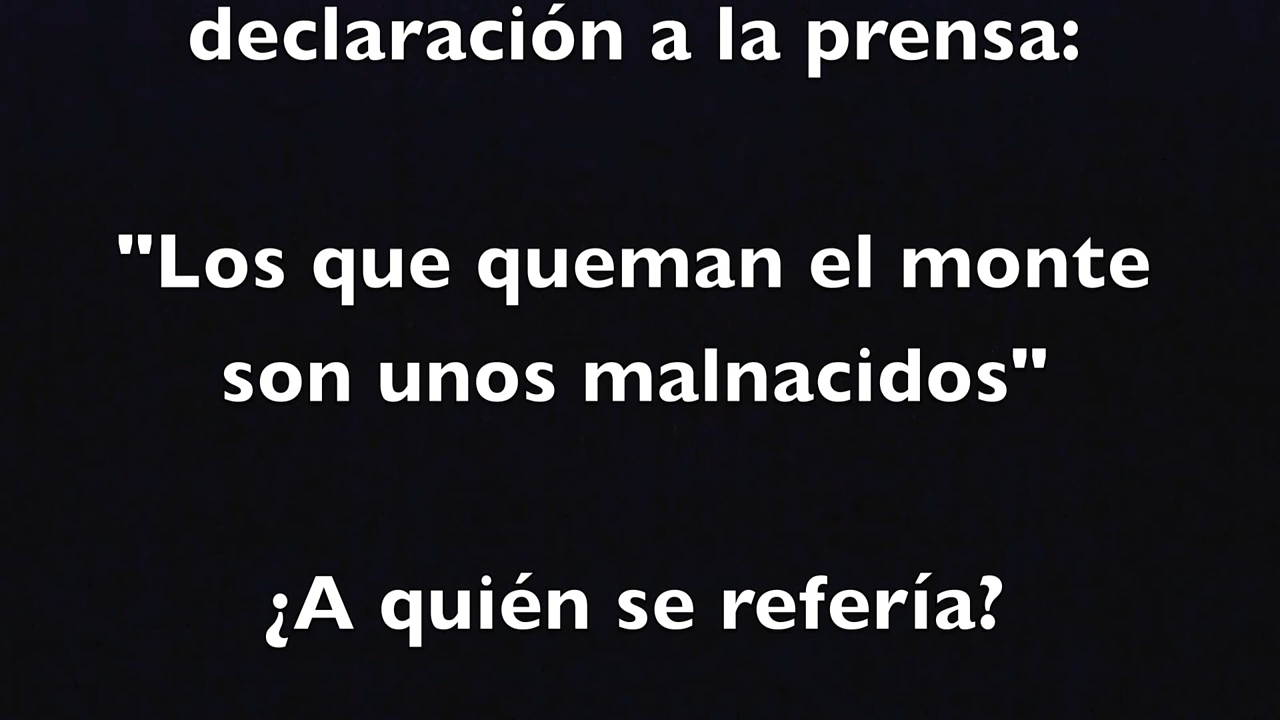 declaración a la prensa:
"Los que queman el monte
son unos malnacidos"
¿A quién se refería?